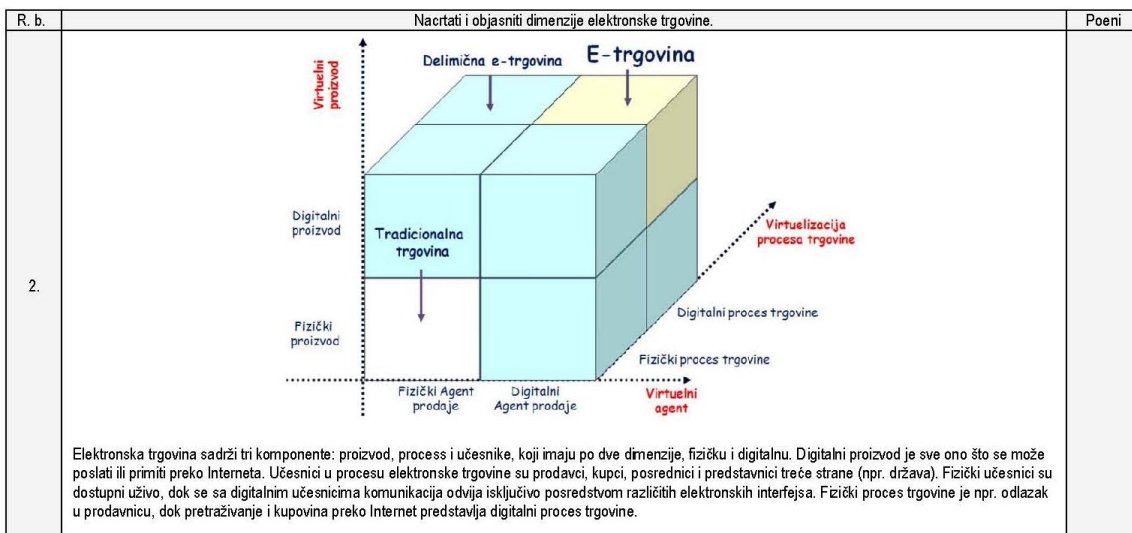 R. b.
Nacrtati i objasniti dimenzije elektronske trgovine.
Poeni
2.
Virtuelni
proizvod
Delimična e-trgovina
E-trgovina
Digitalni
proizvod
Tradicionalna
trgovina
Virtuelizacija
procesa trgovine
Fizički
proizvod
Digitalni proces trgovine
Fizički proces trgovine
Fizički Agent
prodaje
Digitalni
Agent prodaje
Virtuelni
agent
Elektronska trgovina sadrži tri komponente: proizvod, process i učesnike, koji imaju po dve dimenzije, fizičku i digitalnu. Digitalni proizvod je sve ono što se može
poslati ili primiti preko Interneta. Učesnici u procesu elektronske trgovine su prodavci, kupci, posrednici i predstavnici treće strane (npr. država). Fizički učesnici su
dostupni uživo, dok se sa digitalnim učesnicima komunikacija odvija isključivo posredstvom različitih elektronskih interfejsa. Fizički proces trgovine je npr. odlazak
u prodavnicu, dok pretraživanje i kupovina preko Internet predstavlja digitalni proces trgovine.